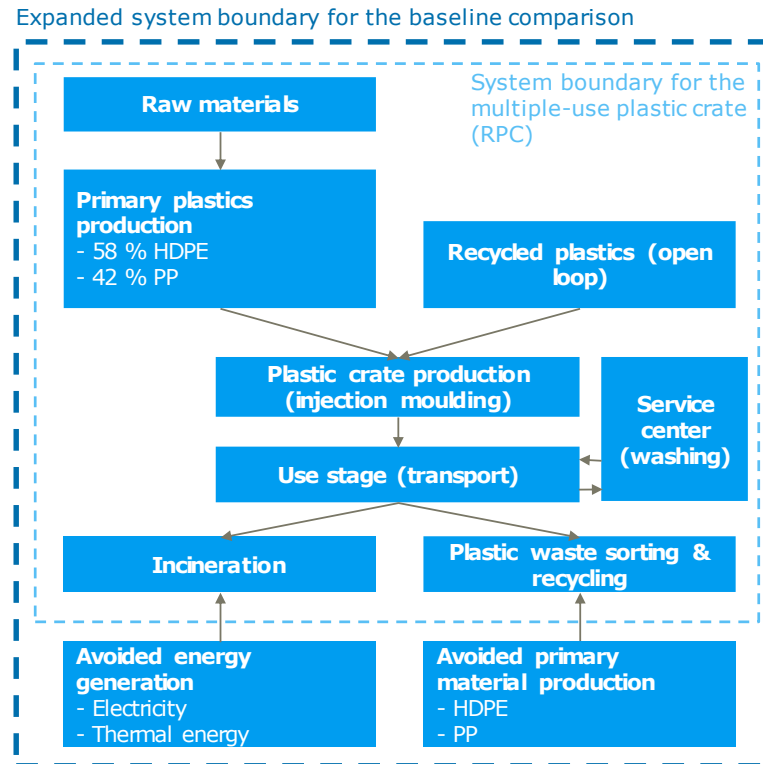 Expanded system boundary for the baseline comparison
System boundary for the
multiple-use plastic crate
(RPC)
Raw materials
Primary plastics
production
- 58 % HDPE
- 42 % PP
Recycled plastics (open
loop)
Plastic crate production
(injection moulding)
Service
center
(washing)
Use stage (transport)
Incineration
Plastic waste sorting &
recycling
Avoided energy
generation
- Electricity
- Thermal energy
Avoided primary
material production
- HDPE
- PP